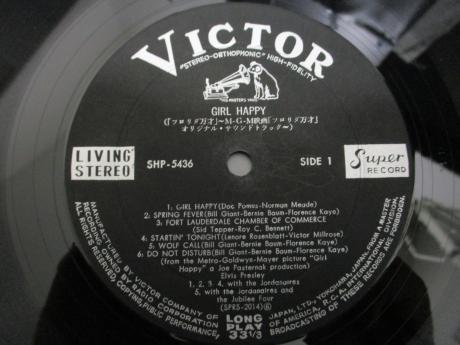 VICTOR
"STEREO-ORTHOPHONIC" HIGH-FIDELITY
"HIS MASTER'S VOICE"
GIRL HAPPY
(「フロリダ万才」~M-G-M映画「フロリダ万才」
オリジナル・サウンドトラック~)
LIVING
STEREO
SHP-5436
SIDE 1
Super
RECORD
1. GIRL HAPPY(Doc Pomus-Norman Meade)
2. SPRING FEVER(Bill Giant-Bernie Baum-Florence Kaye)
3. FORT LAUDERDALE CHAMBER OF COMMERCE
(Sid Tepper-Roy C. Bennett)
4. STARTIN' TONIGHT(Lenore Rosenblatt-Victor Millrose)
5. WOLF CALL(Bill Giant-Bernie Baum-Florence Kaye)
6. DO NOT DISTURB(Bill Giant-Bernie Baum-Florence Kaye)
(from the Metro-Goldwyn-Mayer picture "Girl
Happy" a Joe Pasternak production)
Elvis Presley
1, 2, 3, 4, with the Jordanaires
5, with the Jordanaires and
the Jubilee Four
(SPRS-2014)
LONG
PLAY 33 1/3
MANUFACTURED BY VICTOR COMPANY OF JAPAN, LTD., YOKOHAMA, JAPAN, FROM A MASTER
RECORDING OWNED BY RADIO CORPORATION OF AMERICA, R.C.A. INTERNATIONAL DIVISION.
ALL RIGHTS RESERVED. COPYING, PUBLIC PERFORMANCE, BROADCASTING OF THESE RECORDS ARE FORBIDDEN.